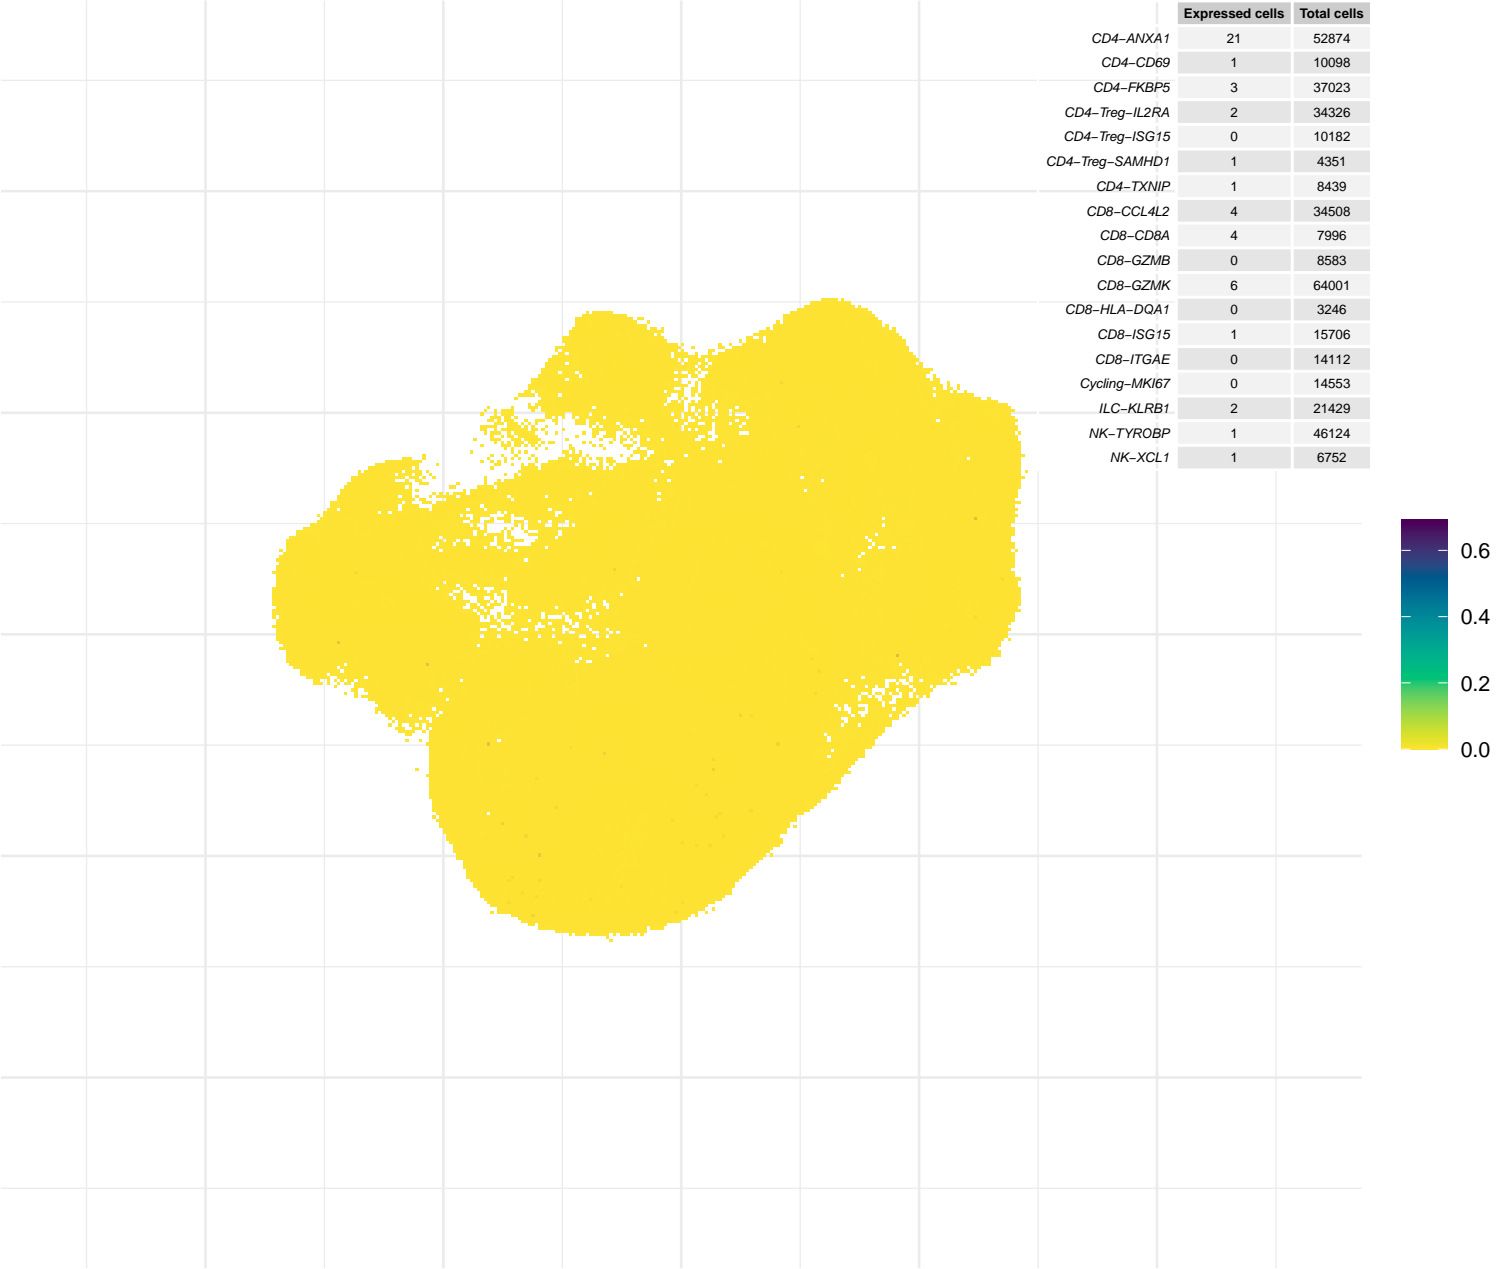 Expressed cells Total cells
CD4−ANXA1 21 52874
CD4−CD69 1 10098
CD4−FKBP5 3 37023
CD4−Treg−IL2RA 2 34326
CD4−Treg−ISG15 0 10182
CD4−Treg−SAMHD1 1 4351
CD4−TXNIP 1 8439
CD8−CCL4L2 4 34508
CD8−CD8A 4 7996
CD8−GZMB 0 8583
CD8−GZMK 6 64001
CD8−HLA−DQA1 0 3246
CD8−ISG15 1 15706
CD8−ITGAE 0 14112
Cycling−MKI67 0 14553
ILC−KLRB1 2 21429
NK−TYROBP 1 46124
NK−XCL1 1 6752
0.6
0.4
0.2
0.0